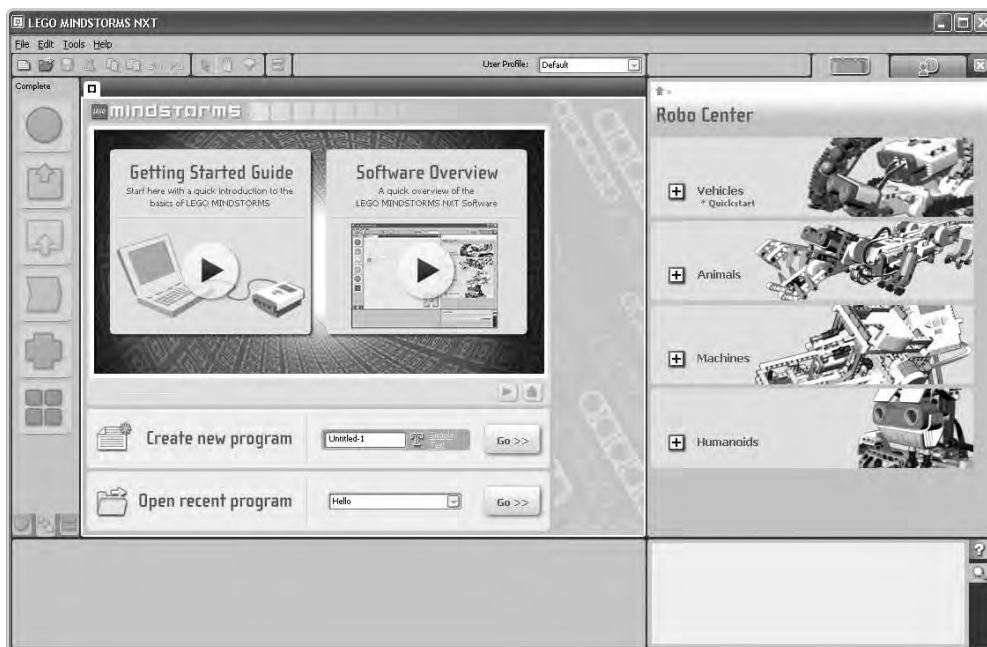 LEGO MINDSTORMS NXT
File Edit Tools Help
User Profile: Default
Complete
LEGO mindstorms
Getting Started Guide
Start here with a quick introduction to the
basics of LEGO MINDSTORMS
Software Overview
A quick overview of the
LEGO MINDSTORMS NXT Software
Create new program
Untitled-1
Go >>
Open recent program
Hello
Go >>
Robo Center
Vehicles
* Quickstart
Animals
Machines
Humanoids